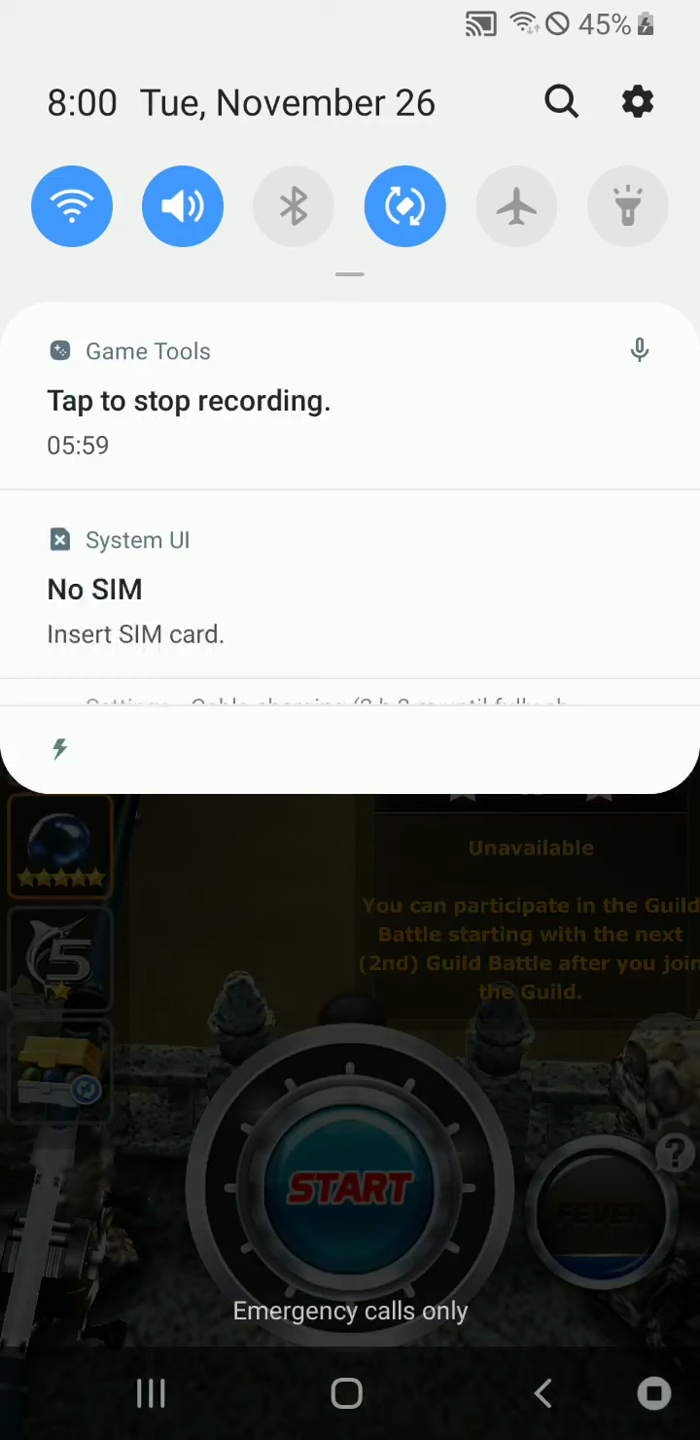 45%
8:00 Tue, November 26
Game Tools
Tap to stop recording.
05:59
System UI
No SIM
Insert SIM card.
Unavailable
You can participate in the Guild
Battle starting with the next
(2nd) Guild Battle after you join
the Guild.
5
START
?
FEVER
Emergency calls only